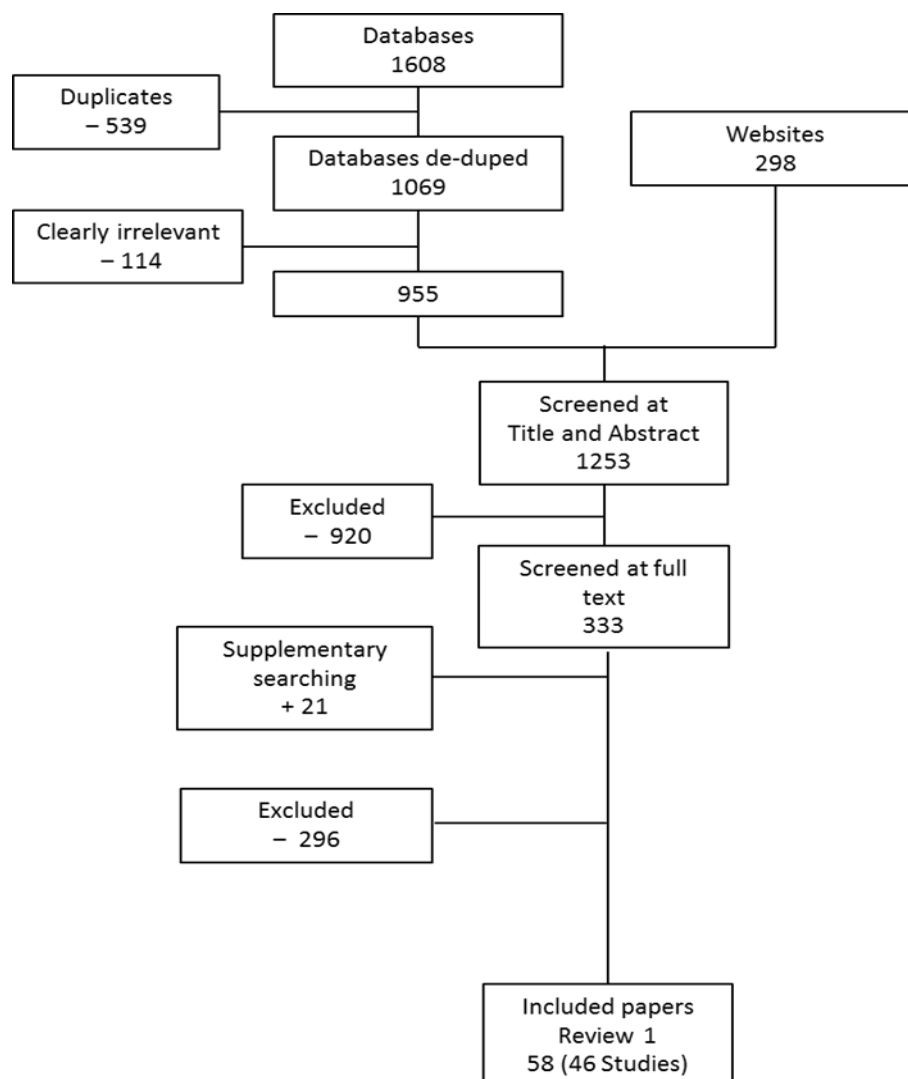 Databases
1608
Duplicates
– 539
Databases de-duped
1069
Websites
298
Clearly irrelevant
– 114
955
Screened at
Title and Abstract
1253
Excluded
– 920
Screened at full
text
333
Supplementary
searching
+ 21
Excluded
– 296
Included papers
Review 1
58 (46 Studies)